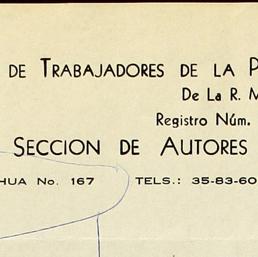 DE TRABAJADORES DE LA P
De La R. M
Registro Núm.
SECCION DE AUTORES
HUA No. 167 TELS.: 35-83-60